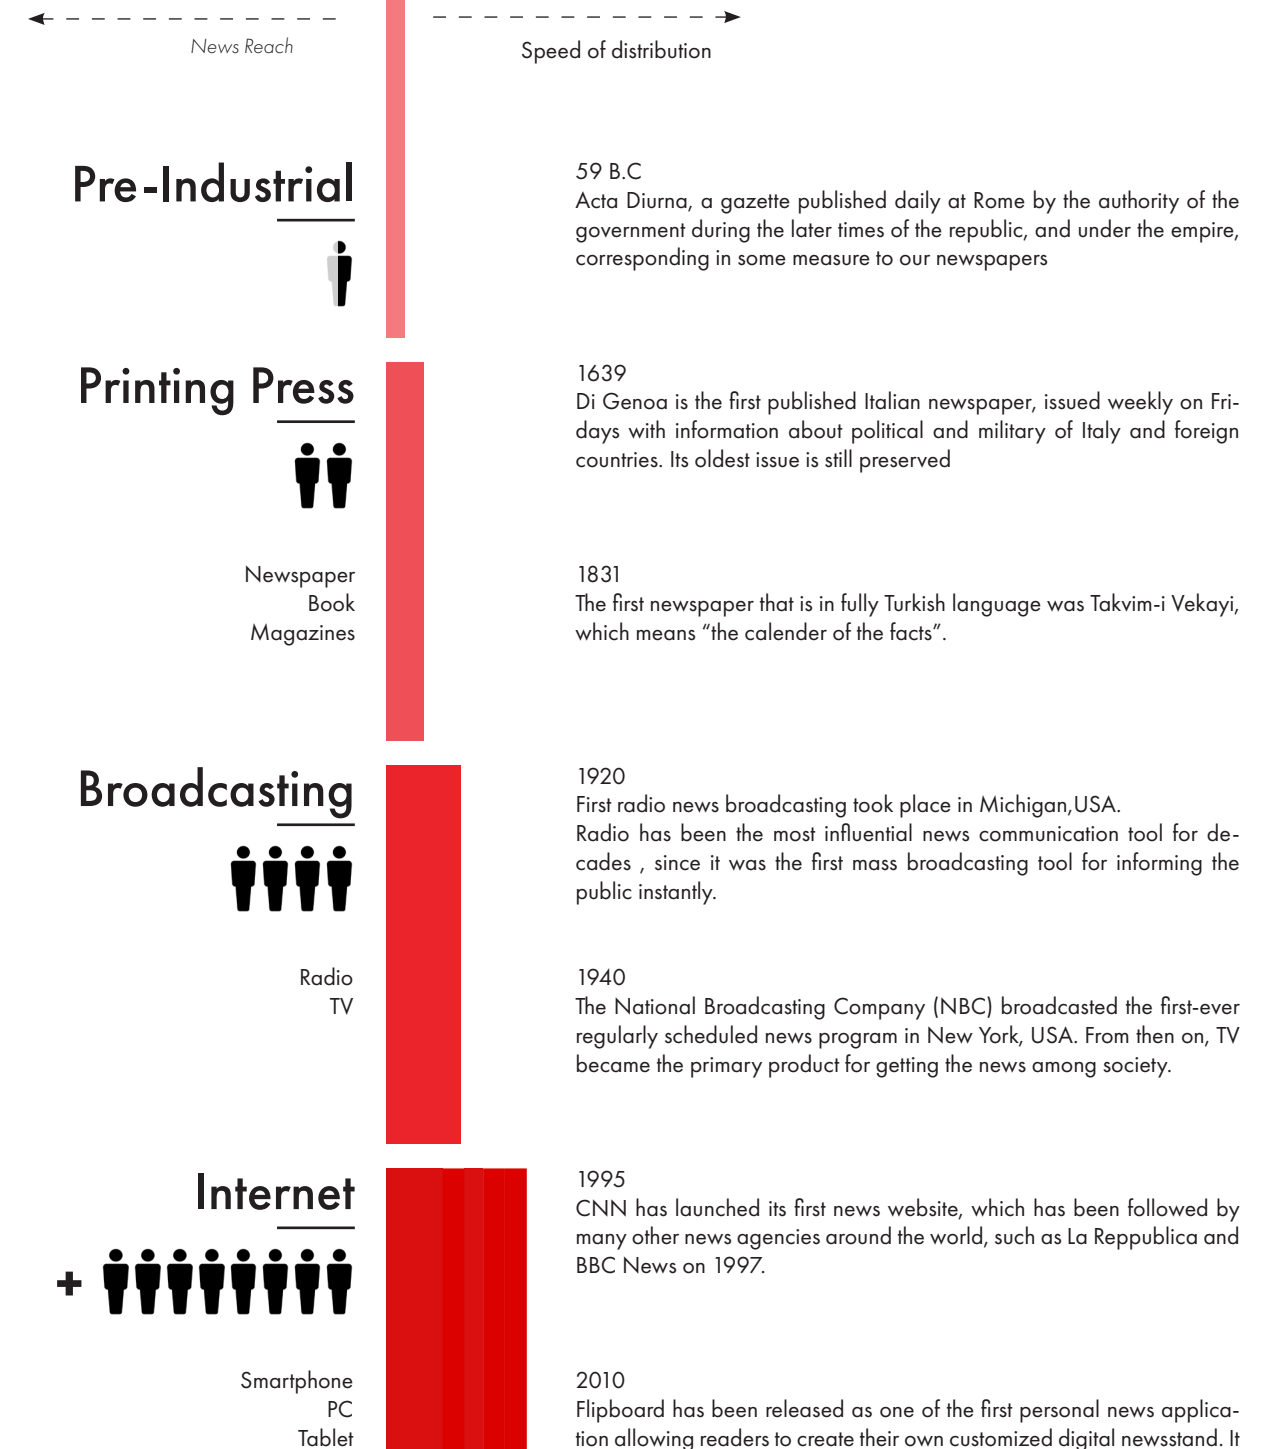 News Reach
Speed of distribution
Pre-Industrial
59 B.C
Acta Diurna, a gazette published daily at Rome by the authority of the
government during the later times of the republic, and under the empire,
corresponding in some measure to our newspapers
Printing Press
1639
Di Genoa is the first published Italian newspaper, issued weekly on Fri-
days with information about political and military of Italy and foreign
countries. Its oldest issue is still preserved
Newspaper
Book
Magazines
1831
The first newspaper that is in fully Turkish language was Takvim-i Vekayi,
which means “the calender of the facts”.
Broadcasting
1920
First radio news broadcasting took place in Michigan,USA.
Radio has been the most influential news communication tool for de-
cades , since it was the first mass broadcasting tool for informing the
public instantly.
Radio
TV
1940
The National Broadcasting Company (NBC) broadcasted the first-ever
regularly scheduled news program in New York, USA. From then on, TV
became the primary product for getting the news among society.
Internet
+
1995
CNN has launched its first news website, which has been followed by
many other news agencies around the world, such as La Reppublica and
BBC News on 1997.
Smartphone
PC
Tablet
2010
Flipboard has been released as one of the first personal news applica-
tion allowing readers to create their own customized digital newsstand. It